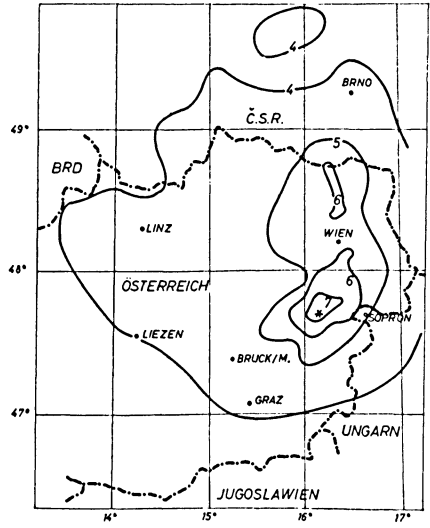 4
4
BRNO
Č.S.R.
49°
5
BRD
6
LINZ
WIEN
48°
6
ÖSTERREICH
7
SOPRON
LIEZEN
BRUCK/M.
GRAZ
47°
UNGARN
JUGOSLAWIEN
14°
15°
16°
17°